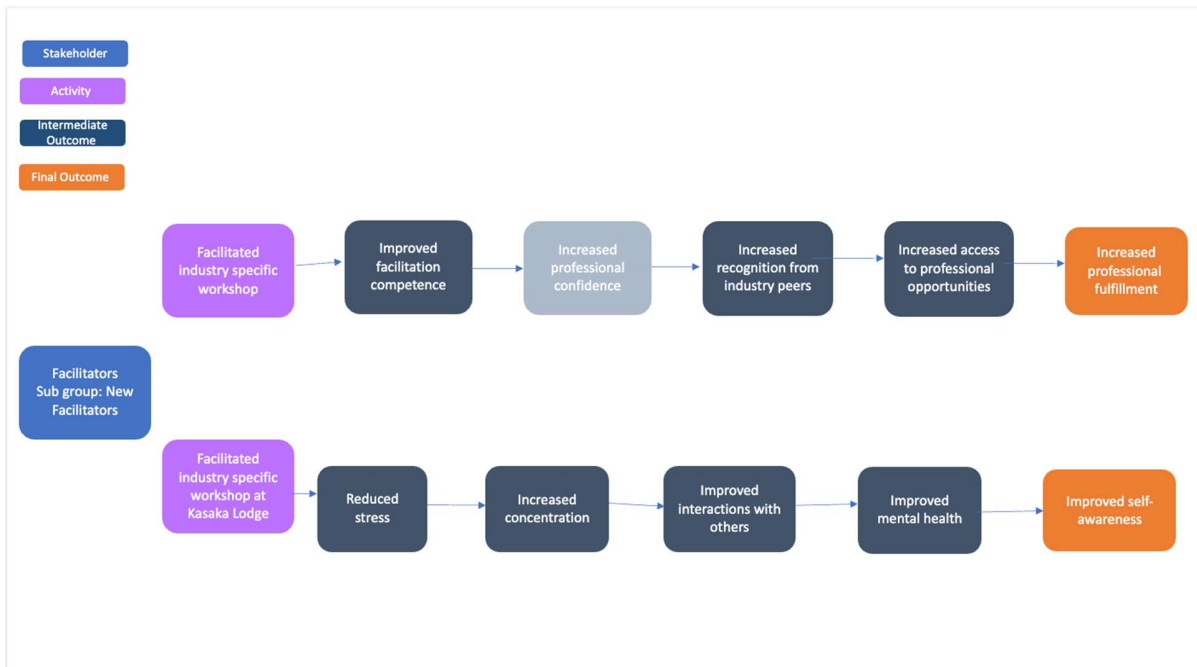 Stakeholder
Activity
Intermediate
Outcome
Final Outcome
Facilitated
industry specific
workshop
Improved
facilitation
competence
Increased
professional
confidence
Increased
recognition from
industry peers
Increased access
to professional
opportunities
Increased
professional
fulfillment
Facilitators
Sub group: New
Facilitators
Facilitated
industry specific
workshop at
Kasaka Lodge
Reduced
stress
Increased
concentration
Improved
interactions with
others
Improved
mental health
Improved self-
awareness